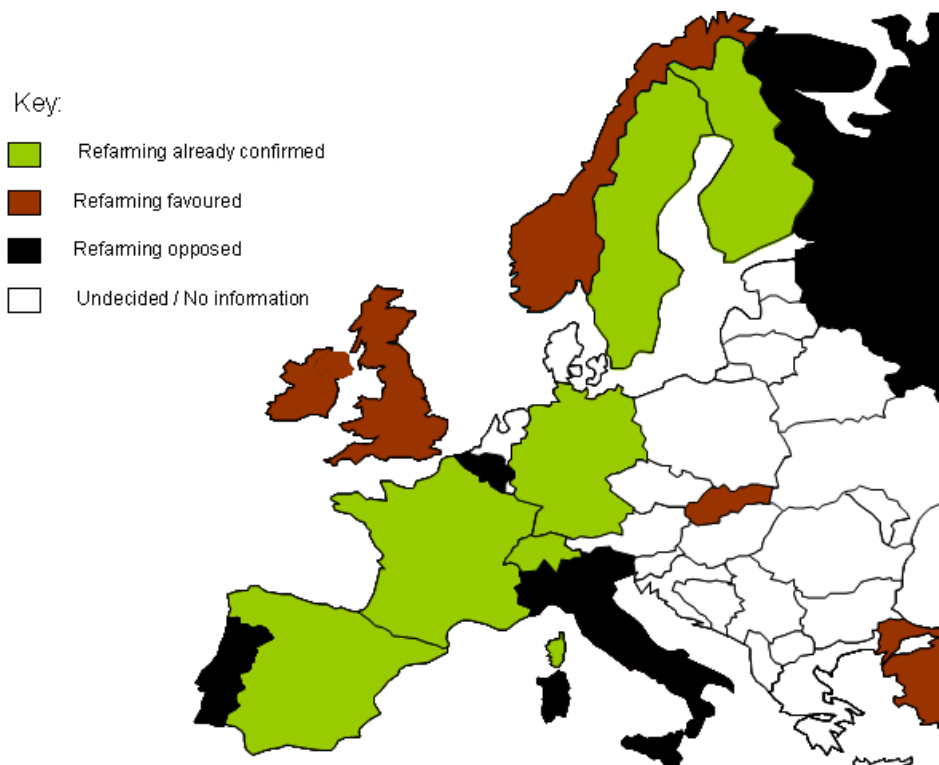 Key:
Refarming already confirmed
Refarming favoured
Refarming opposed
Undecided / No information